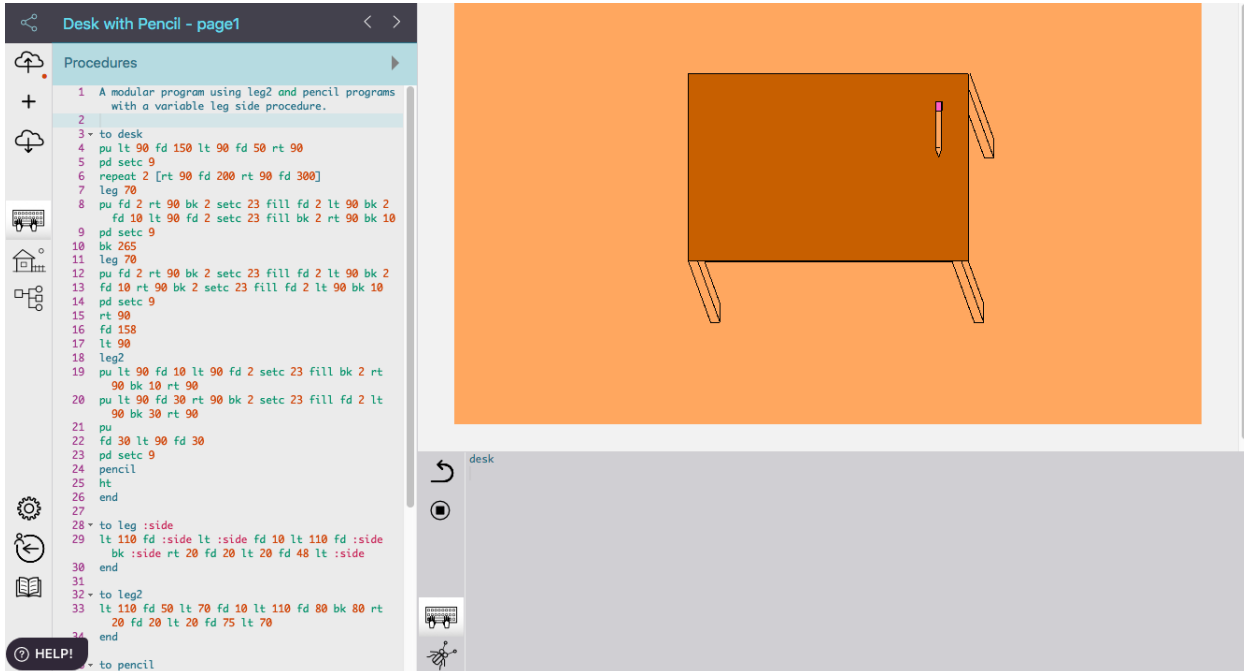 Desk with Pencil - page1
Procedures
1 A modular program using leg2 and pencil programs
with a variable leg side procedure.
2
3 to desk
4 pu lt 90 fd 150 lt 90 fd 50 rt 90
5 pd setc 9
6 repeat 2 [rt 90 fd 200 rt 90 fd 300]
7 leg 70
8 pu fd 2 rt 90 bk 2 setc 23 fill fd 2 lt 90 bk 2
fd 10 lt 90 fd 2 setc 23 fill bk 2 rt 90 bk 10
9 pd setc 9
10 bk 265
11 leg 70
12 pu fd 2 rt 90 bk 2 setc 23 fill fd 2 lt 90 bk 2
13 fd 10 rt 90 bk 2 setc 23 fill fd 2 lt 90 bk 10
14 pd setc 9
15 rt 90
16 fd 158
17 lt 90
18 leg2
19 pu lt 90 fd 10 lt 90 fd 2 setc 23 fill bk 2 rt
90 bk 10 rt 90
20 pu lt 90 fd 30 rt 90 bk 2 setc 23 fill fd 2 lt
90 bk 30 rt 90
21 pu
22 fd 30 lt 90 fd 30
23 pd setc 9
24 pencil
25 ht
26 end
27
28 to leg :side
29 lt 110 fd :side lt :side fd 10 lt 110 fd :side
bk :side rt 20 fd 20 lt 20 fd 48 lt :side
30 end
31
32 to leg2
33 lt 110 fd 50 lt 70 fd 10 lt 110 fd 80 bk 80 rt
20 fd 20 lt 20 fd 75 lt 70
34 end
to pencil
HELP!
desk